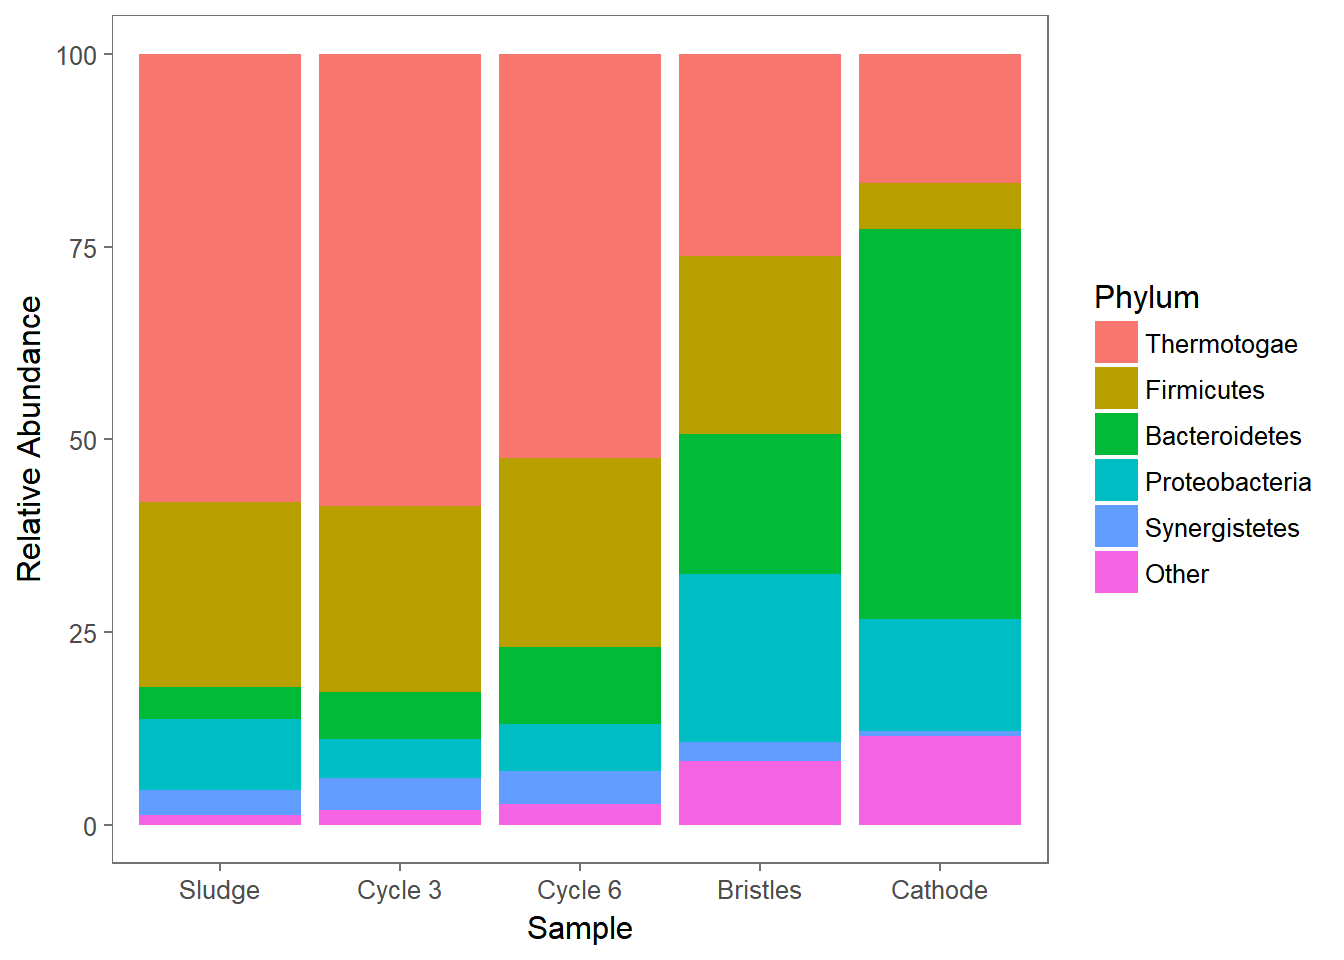 Relative Abundance
100
75
50
25
0
Sludge Cycle 3 Cycle 6 Bristles Cathode
Sample
Phylum
Thermotogae
Firmicutes
Bacteroidetes
Proteobacteria
Synergistetes
Other